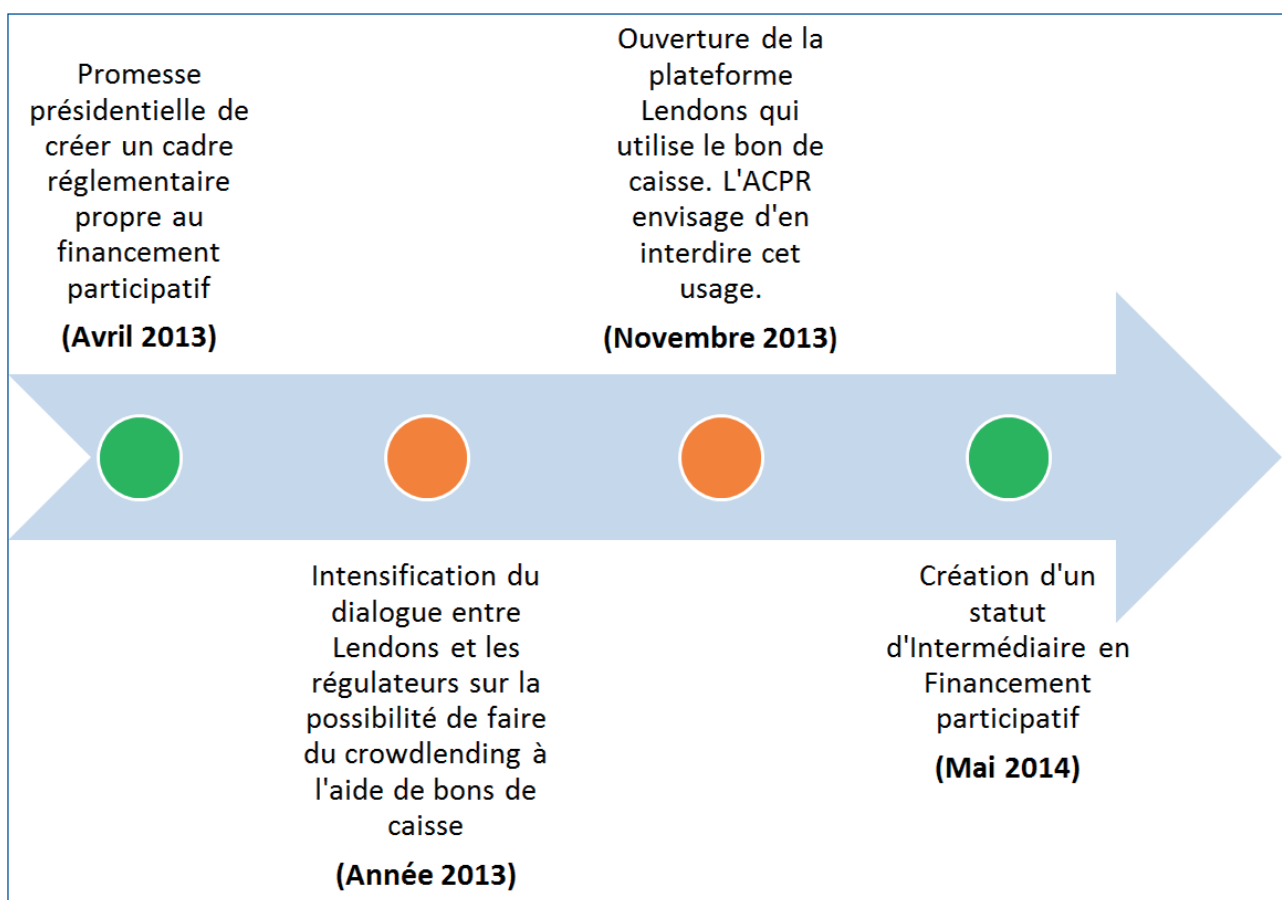 Promesse
présidentielle de
créer un cadre
réglementaire
propre au
financement
participatif
(Avril 2013)
Intensification du
dialogue entre
Lendons et les
régulateurs sur la
possibilité de faire
du crowdlending à
l'aide de bons de
caisse
(Année 2013)
Ouverture de la
plateforme
Lendons qui
utilise le bon de
caisse. L'ACPR
envisage d'en
interdire cet
usage.
(Novembre 2013)
Création d'un
statut
d'Intermédiaire en
Financement
participatif
(Mai 2014)